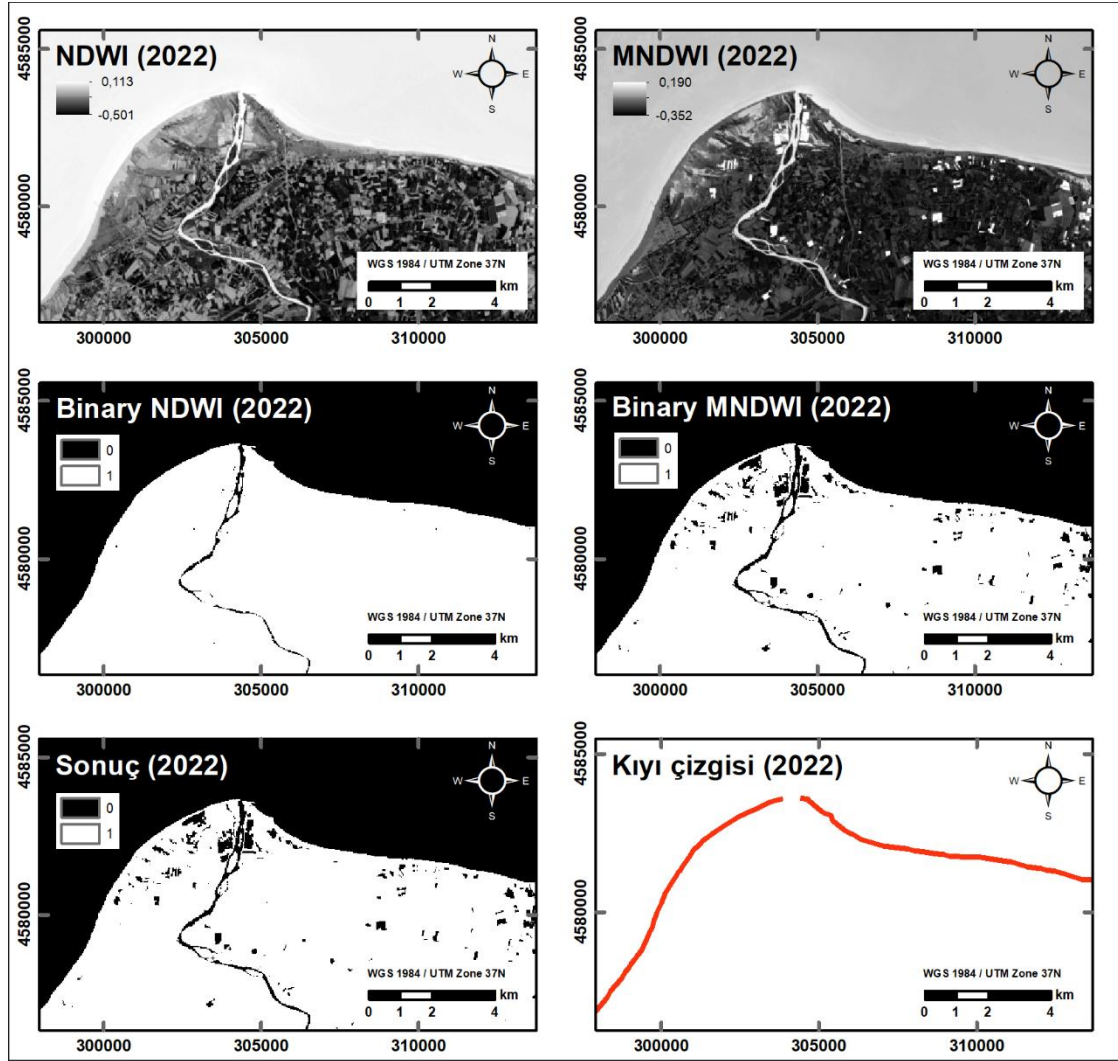 NDWI (2022)
0,113
-0,501
N
W
E
S
4585000
4580000
WGS 1984 / UTM Zone 37N
km
0 1 2 4
300000 305000 310000
MNDWI (2022)
0,190
-0,352
N
W
E
S
4585000
4580000
WGS 1984 / UTM Zone 37N
km
0 1 2 4
300000 305000 310000
Binary NDWI (2022)
0
1
N
W
E
S
4585000
4580000
WGS 1984 / UTM Zone 37N
km
0 1 2 4
300000 305000 310000
Binary MNDWI (2022)
0
1
N
W
E
S
4585000
4580000
WGS 1984 / UTM Zone 37N
km
0 1 2 4
300000 305000 310000
Sonuç (2022)
0
1
N
W
E
S
4585000
4580000
WGS 1984 / UTM Zone 37N
km
0 1 2 4
300000 305000 310000
Kıyı çizgisi (2022)
N
W
E
S
4585000
4580000
WGS 1984 / UTM Zone 37N
km
0 1 2 4
300000 305000 310000